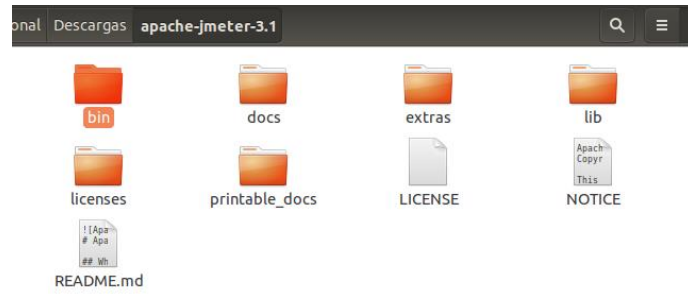 onal Descargas apache-jmeter-3.1
bin docs extras lib
Apach
Copyr
This
licenses printable_docs LICENSE NOTICE
![Apa
# Apa
## Wh
README.md